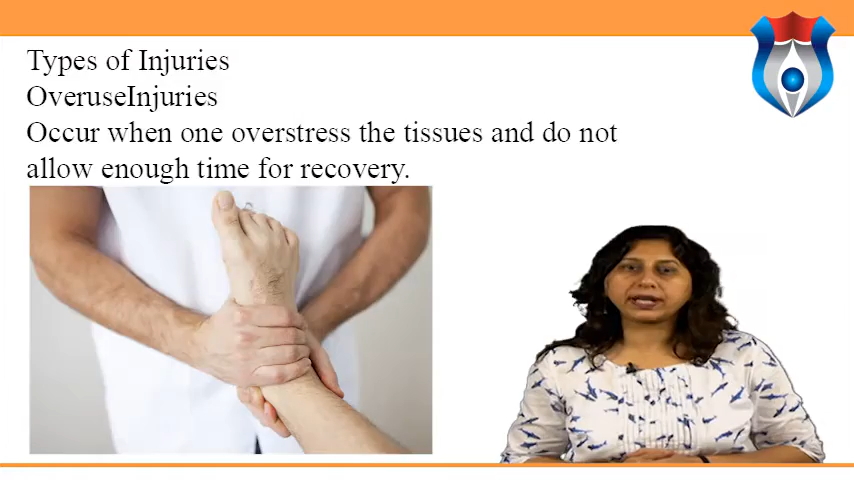 Types of Injuries
OveruseInjuries
Occur when one overstress the tissues and do not
allow enough time for recovery.